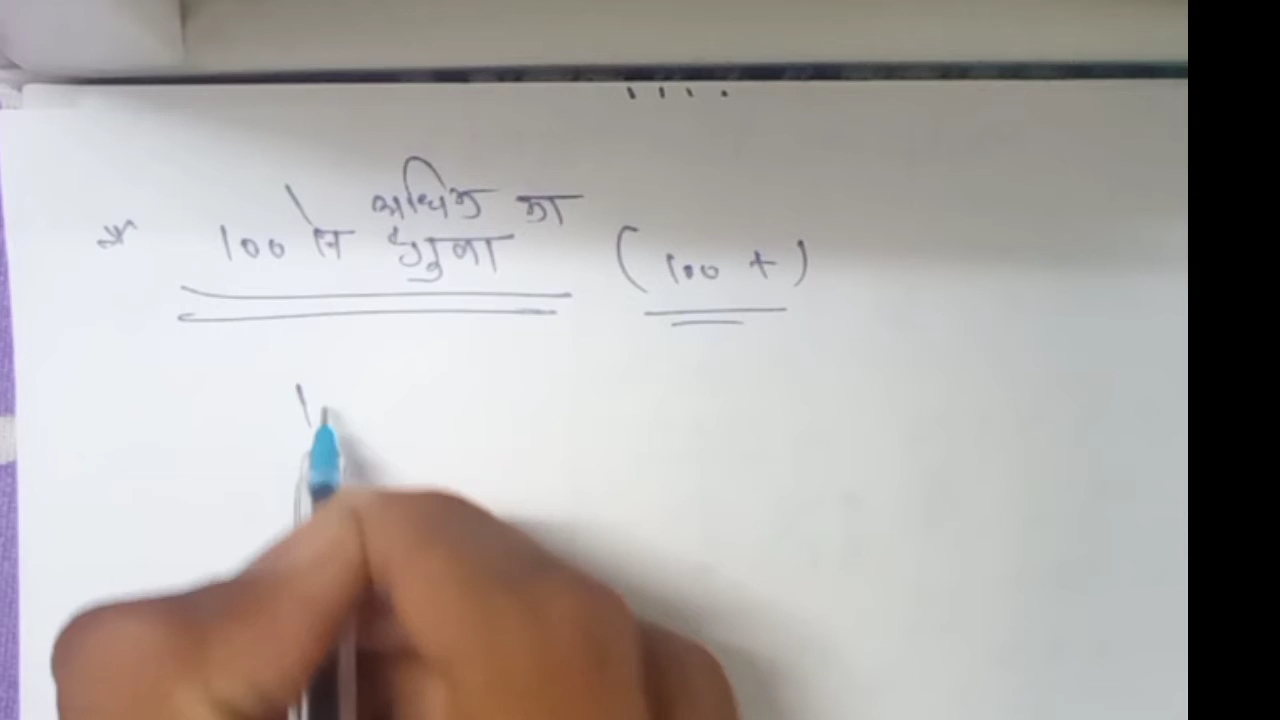 अधिक का
* 100 से गुना (100 +)
\